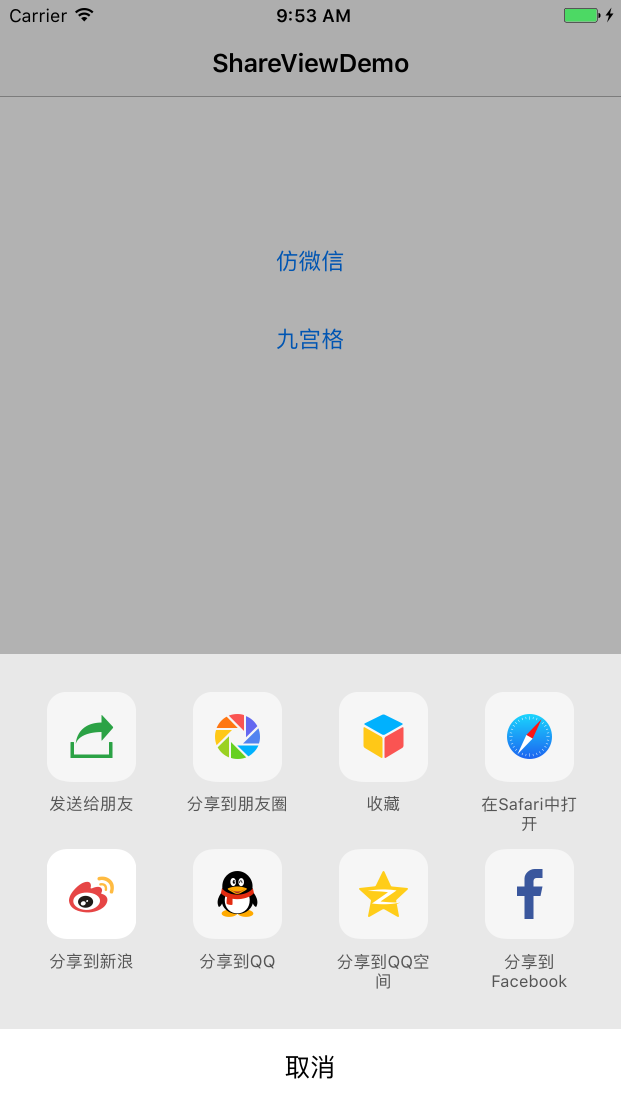 Carrier 9:53 AM
ShareViewDemo
仿微信
九宫格
发送给朋友 分享到朋友圈 收藏 在Safari中打
开
分享到新浪 分享到QQ 分享到QQ空 分享到
间 Facebook
取消